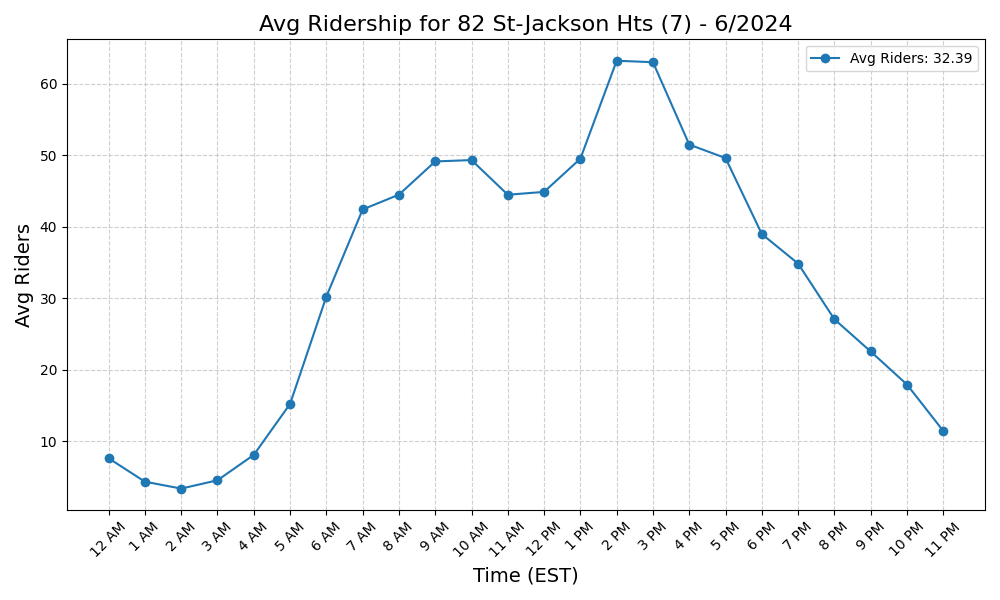 Avg Ridership for 82 St-Jackson Hts (7) - 6/2024
Avg Riders: 32.39
Avg Riders
60
50
40
30
20
10
12 AM
1 AM
2 AM
3 AM
4 AM
5 AM
6 AM
7 AM
8 AM
9 AM
10 AM
11 AM
12 PM
1 PM
2 PM
3 PM
4 PM
5 PM
6 PM
7 PM
8 PM
9 PM
10 PM
11 PM
Time (EST)